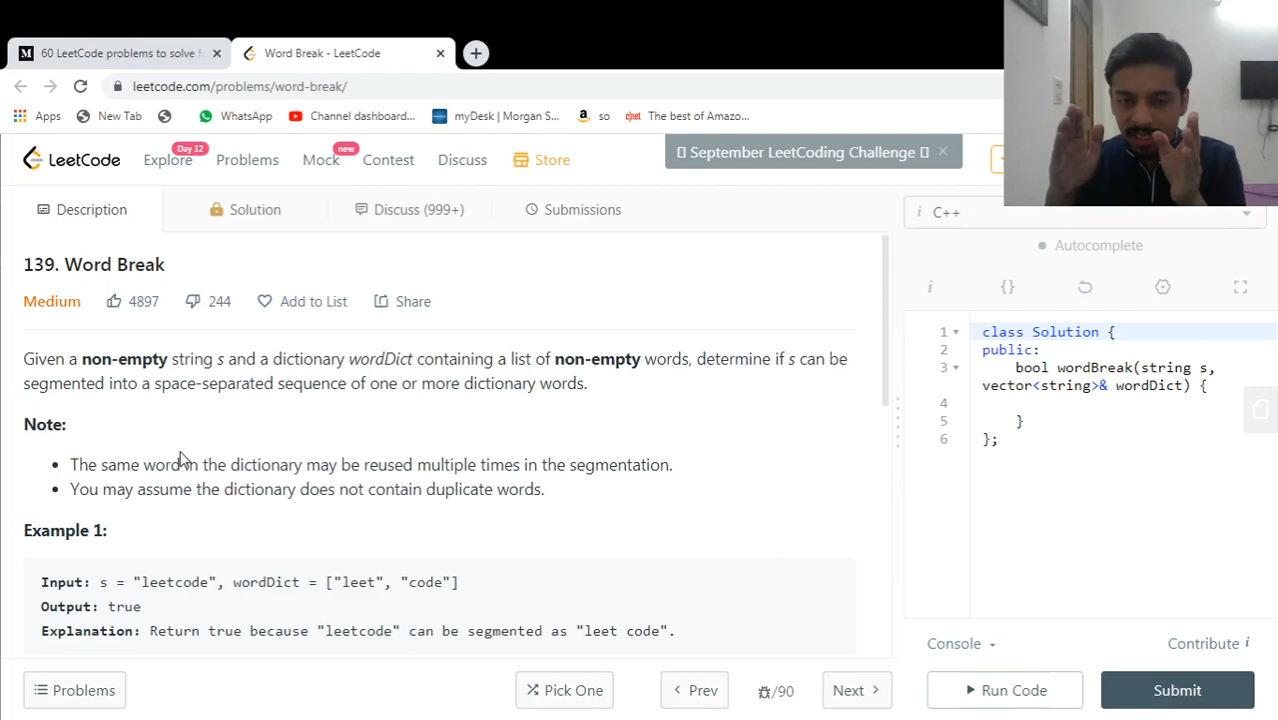 60 LeetCode problems to solve f
Word Break - LeetCode
leetcode.com/problems/word-break/
Apps
New Tab
WhatsApp
Channel dashboard...
myDesk | Morgan S...
so
The best of Amazo...
LeetCode
Explore
Day 12
Problems
Mock
new
Contest
Discuss
Store
September LeetCoding Challenge
Description
Solution
Discuss (999+)
Submissions
i C++
Autocomplete
139. Word Break
Medium
4897
244
Add to List
Share
Given a non-empty string s and a dictionary wordDict containing a list of non-empty words, determine if s can be
segmented into a space-separated sequence of one or more dictionary words.
Note:
• The same word in the dictionary may be reused multiple times in the segmentation.
• You may assume the dictionary does not contain duplicate words.
Example 1:
Input: s = "leetcode", wordDict = ["leet", "code"]
Output: true
Explanation: Return true because "leetcode" can be segmented as "leet code".
i {}
1 class Solution {
2 public:
3 bool wordBreak(string s,
vector<string>& wordDict) {
4
5 }
6 };
Console
Contribute i
Problems
Pick One
Prev
/90
Next
Run Code
Submit